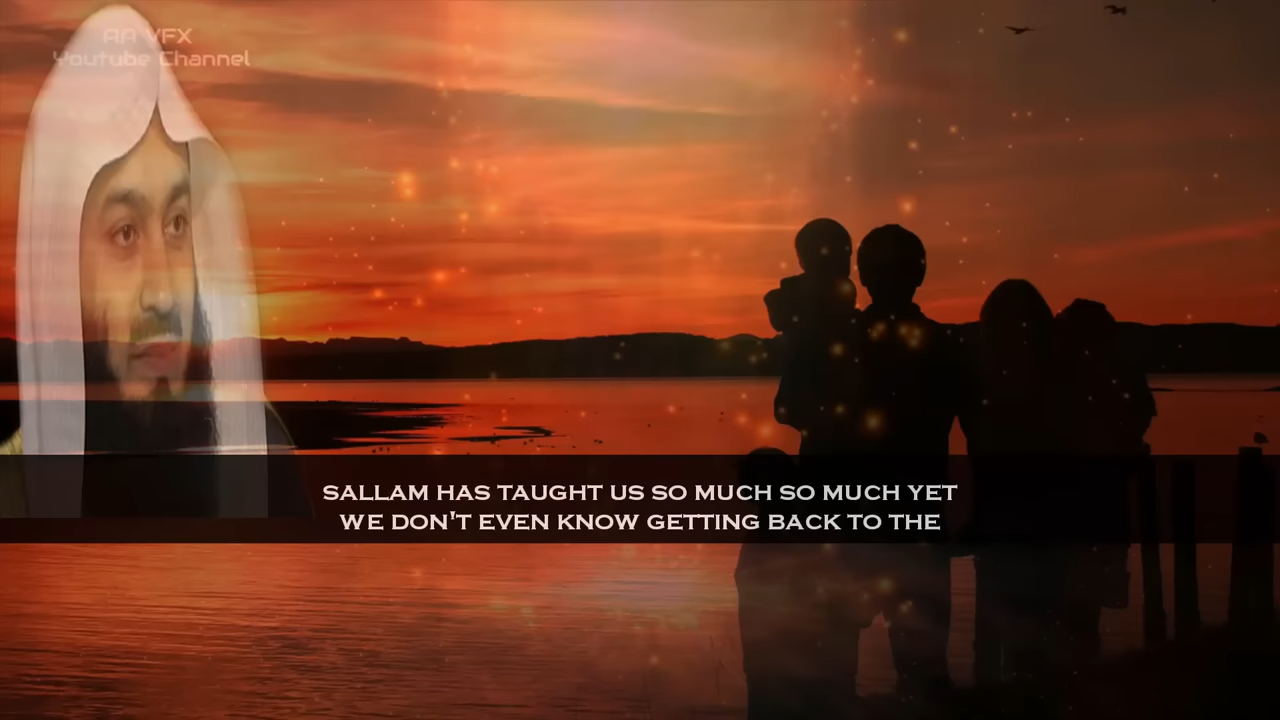 AA VFX
Youtube Channel
SALLAM HAS TAUGHT US SO MUCH SO MUCH YET
WE DON'T EVEN KNOW GETTING BACK TO THE